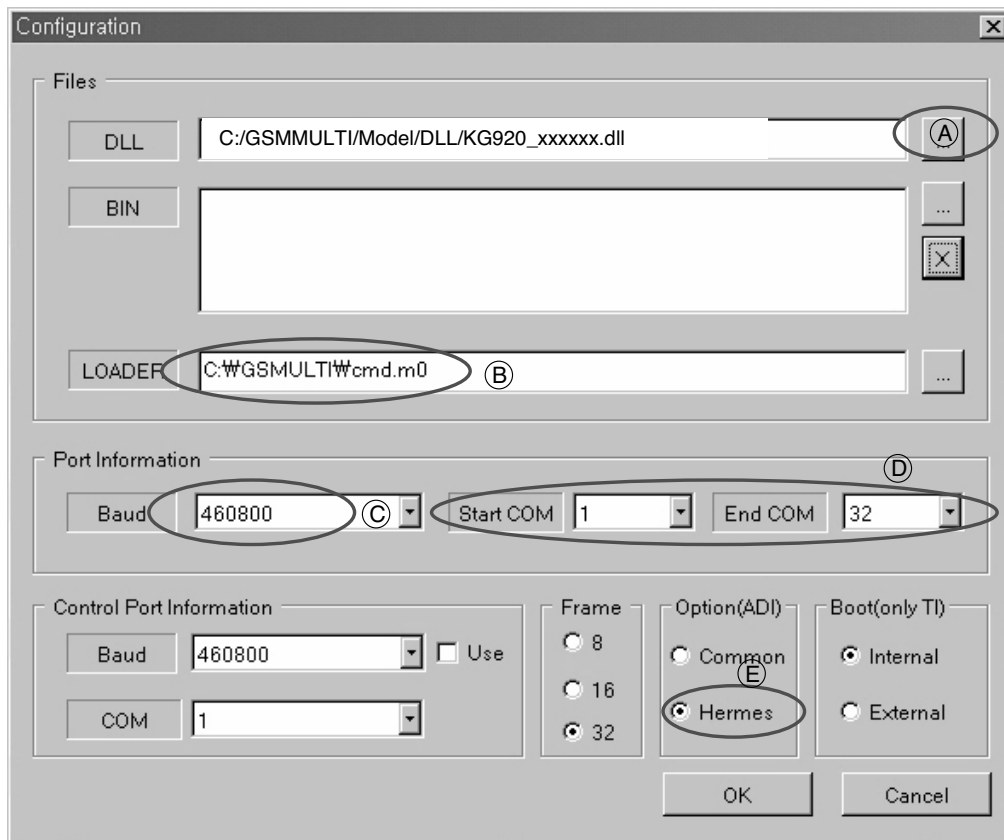 Configuration
Files
DLL
C:/GSMMULTI/Model/DLL/KG920_xxxxxx.dll
Ⓐ
BIN
...
X
LOADER
C:₩GSMULTI₩cmd.m0
Ⓑ
...
Port Information
Ⓓ
Baud
460800
Ⓒ
Start COM
1
End COM
32
Control Port Information
Baud
460800
Use
COM
1
Frame
8
16
32
Option(ADI)
Common
Ⓔ
Hermes
Boot(only TI)
Internal
External
OK
Cancel